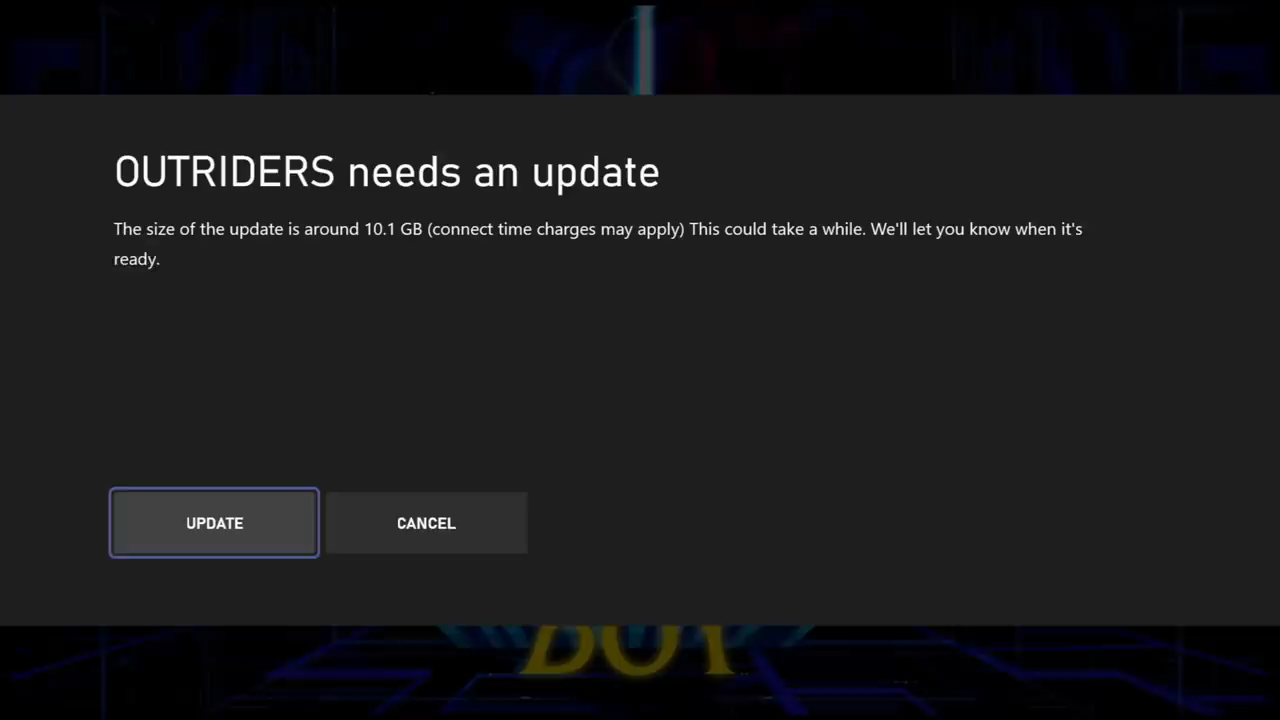 OUTRIDERS needs an update
The size of the update is around 10.1 GB (connect time charges may apply) This could take a while. We'll let you know when it's
ready.
UPDATE
CANCEL
BOY